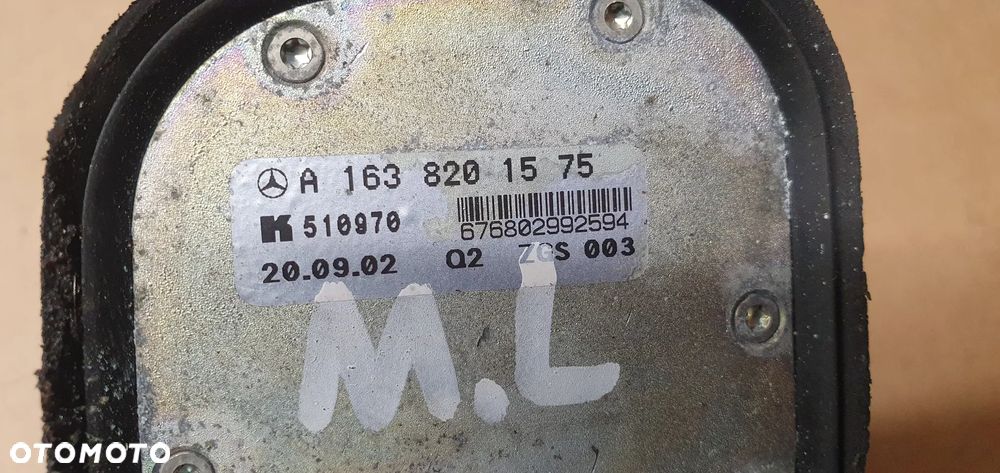 A 163 820 15 75
K 510970
676802992594
20.09.02 Q2 ZGS 003
M.L
OTOMOTO